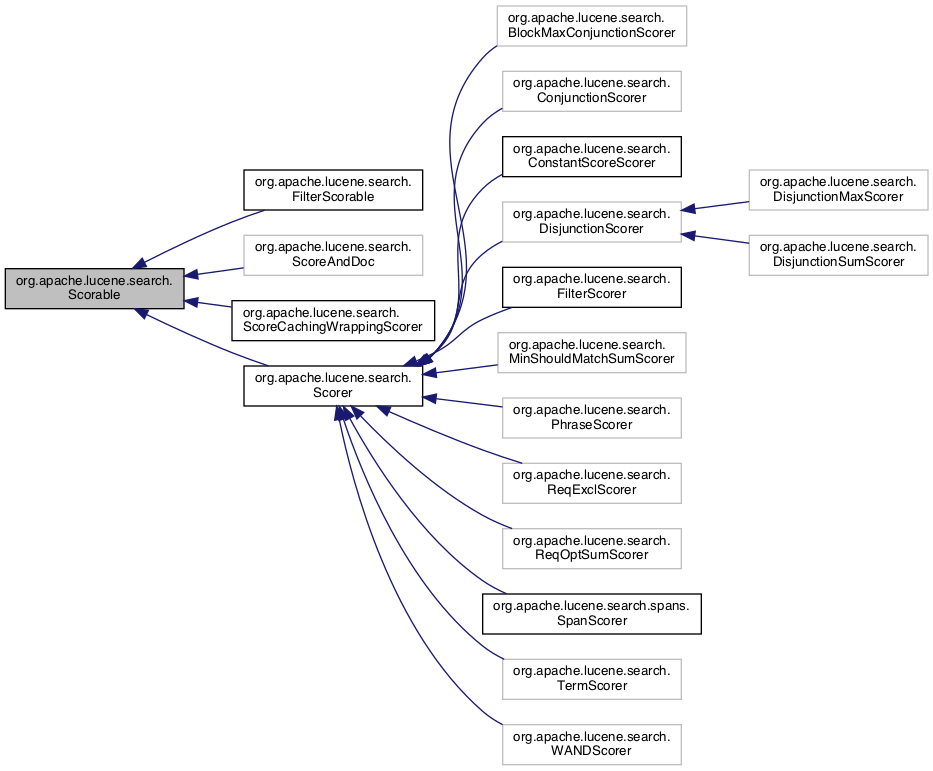 org.apache.lucene.search.
Scorable
org.apache.lucene.search.
FilterScorable
org.apache.lucene.search.
ScoreAndDoc
org.apache.lucene.search.
ScoreCachingWrappingScorer
org.apache.lucene.search.
Scorer
org.apache.lucene.search.
BlockMaxConjunctionScorer
org.apache.lucene.search.
ConjunctionScorer
org.apache.lucene.search.
ConstantScoreScorer
org.apache.lucene.search.
DisjunctionScorer
org.apache.lucene.search.
FilterScorer
org.apache.lucene.search.
MinShouldMatchSumScorer
org.apache.lucene.search.
PhraseScorer
org.apache.lucene.search.
ReqExclScorer
org.apache.lucene.search.
ReqOptSumScorer
org.apache.lucene.search.spans.
SpanScorer
org.apache.lucene.search.
TermScorer
org.apache.lucene.search.
WANDScorer
org.apache.lucene.search.
DisjunctionMaxScorer
org.apache.lucene.search.
DisjunctionSumScorer